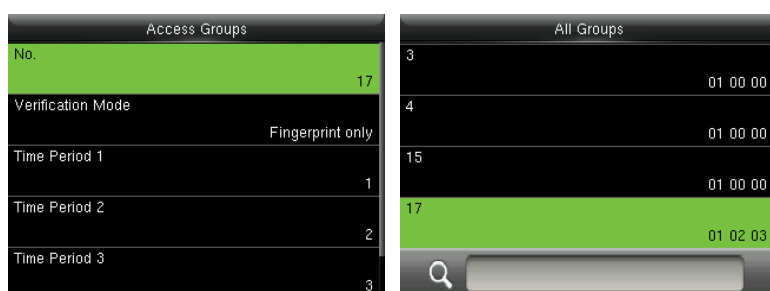 Access Groups
No.
17
Verification Mode
Fingerprint only
Time Period 1
1
Time Period 2
2
Time Period 3
3
All Groups
3
01 00 00
4
01 00 00
15
01 00 00
17
01 02 03